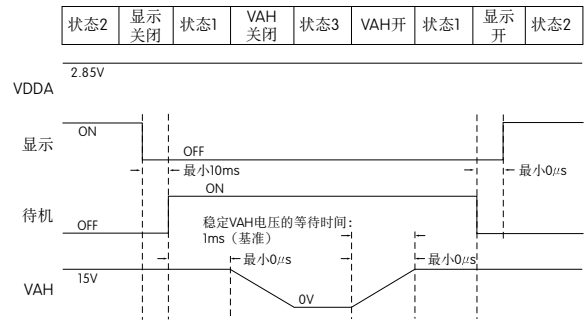 状态2 显示关闭 状态1 VAH关闭 状态3 VAH开 状态1 显示开 状态2
VDDA 2.85V
显示 ON OFF
最小10ms 最小0μs
待机 OFF ON
稳定VAH电压的等待时间:
1ms（基准）
最小0μs 最小0μs
VAH 15V 0V